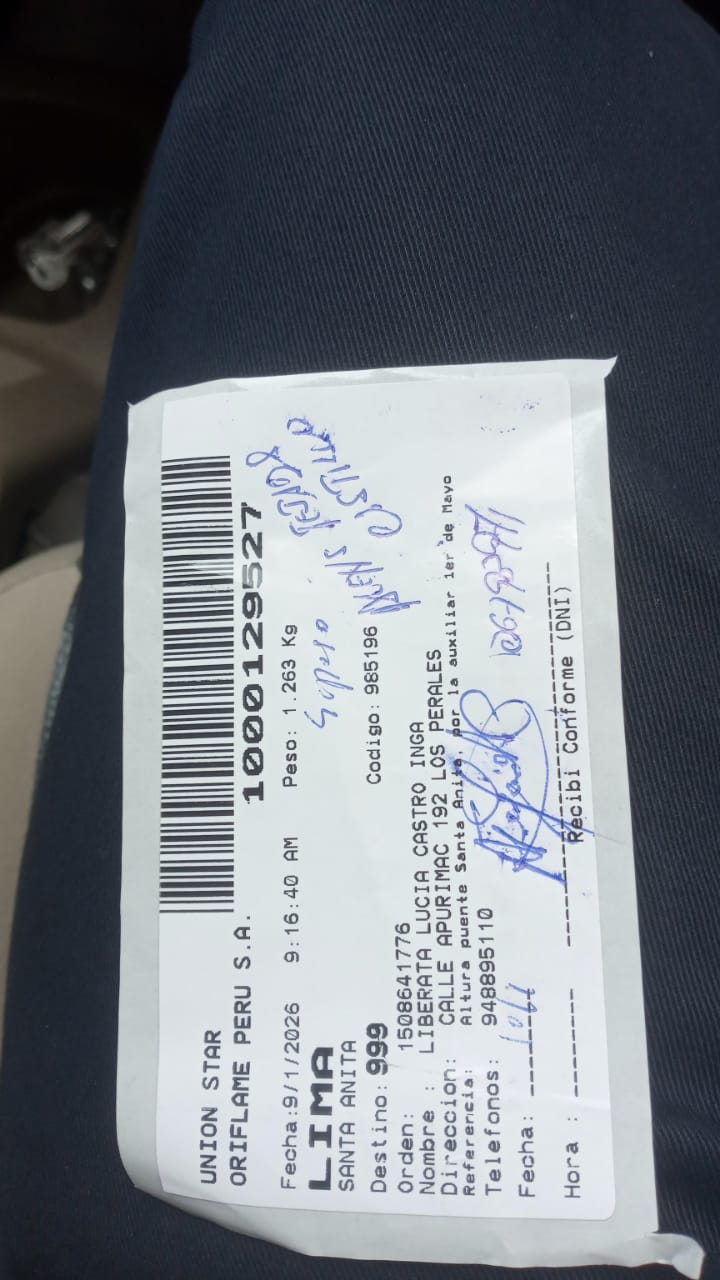 UNION STAR
ORIFLAME PERU S.A.
1000129527
Fecha:9/1/2026 9:16:40 AM Peso: 1.263 Kg
LIMA
SANTA ANITA
Destino: 999 Codigo: 985196
Orden: 1508641776
Nombre : LIBERATA LUCIA CASTRO INGA
Direccion: CALLE APURIMAC 192 LOS PERALES
Referencia: Altura puente Santa Anita, por la auxiliar 1er de Mayo
Telefonos: 948895110
Fecha: 10/1
Hora :
Recibi Conforme (DNI)